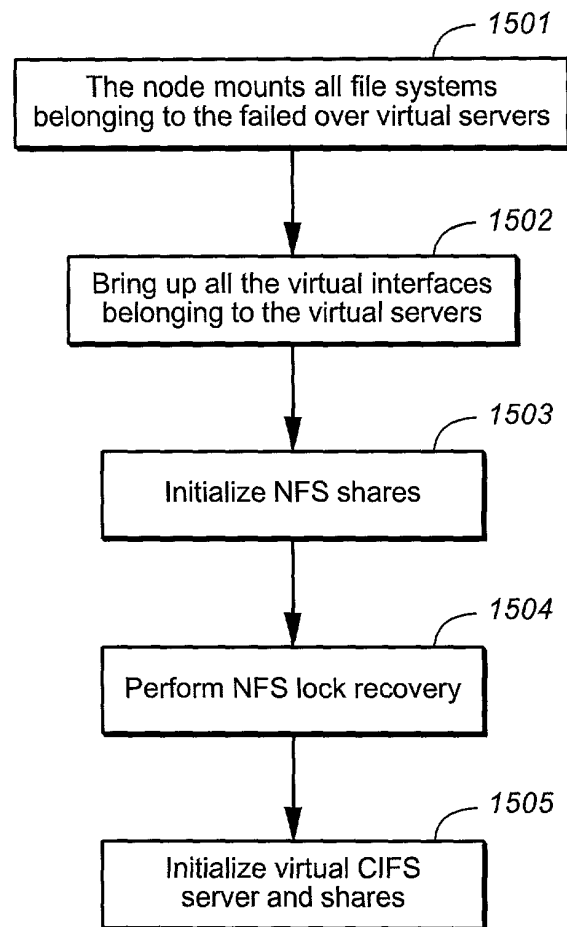 1501
The node mounts all file systems
belonging to the failed over virtual servers
1502
Bring up all the virtual interfaces
belonging to the virtual servers
1503
Initialize NFS shares
1504
Perform NFS lock recovery
1505
Initialize virtual CIFS
server and shares